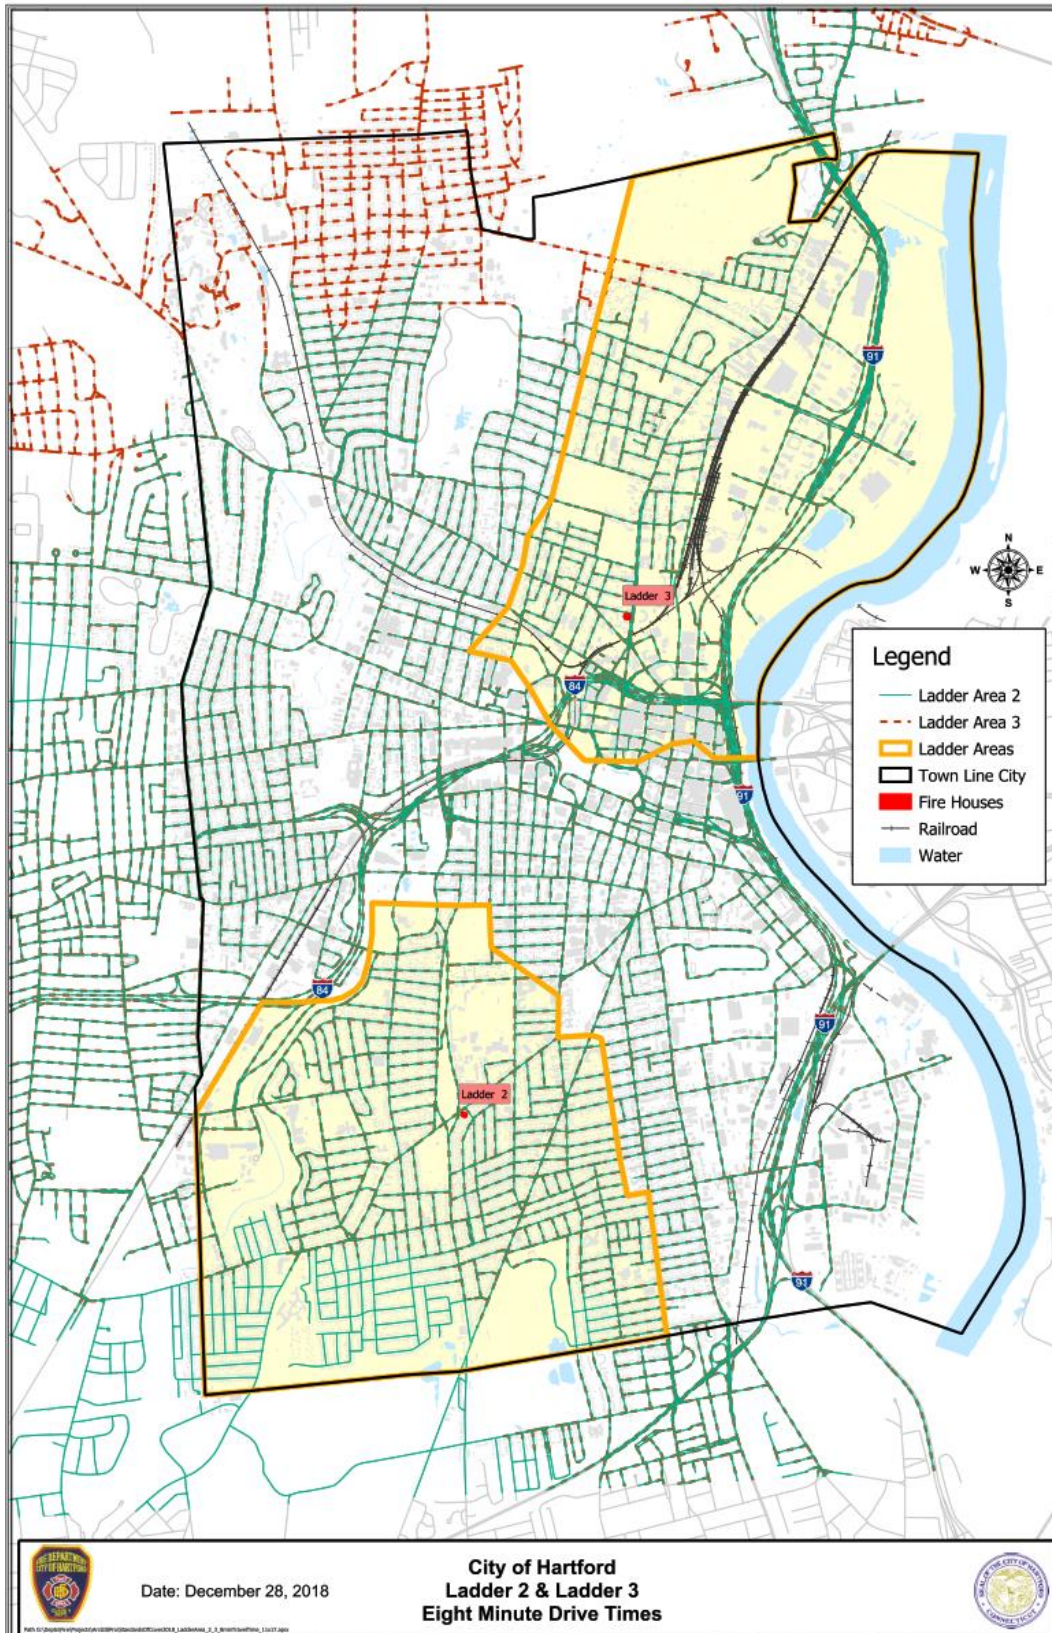 91
N
W
E
S
Ladder 3
84
Legend
Ladder Area 2
Ladder Area 3
Ladder Areas
Town Line City
Fire Houses
Railroad
Water
91
84
91
Ladder 2
91
City of Hartford
Date: December 28, 2018
Ladder 2 & Ladder 3
Eight Minute Drive Times